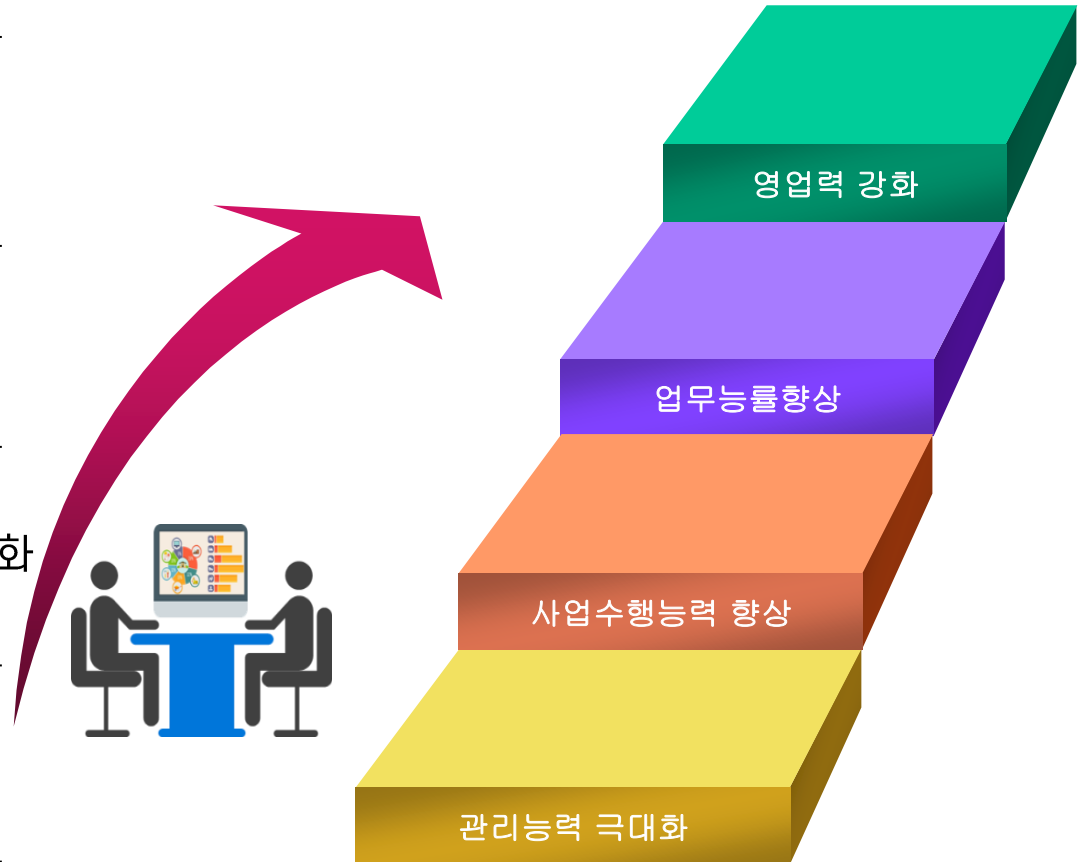 영업력 강화
업무능률향상
화
사업수행능력 향상
관리능력 극대화